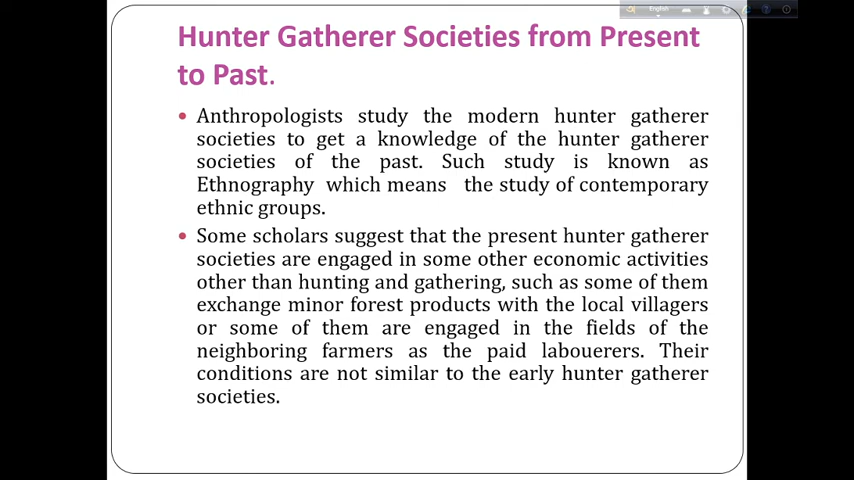 English
Hunter Gatherer Societies from Present
to Past.
• Anthropologists study the modern hunter gatherer
societies to get a knowledge of the hunter gatherer
societies of the past. Such study is known as
Ethnography which means the study of contemporary
ethnic groups.
• Some scholars suggest that the present hunter gatherer
societies are engaged in some other economic activities
other than hunting and gathering, such as some of them
exchange minor forest products with the local villagers
or some of them are engaged in the fields of the
neighboring farmers as the paid labouerers. Their
conditions are not similar to the early hunter gatherer
societies.